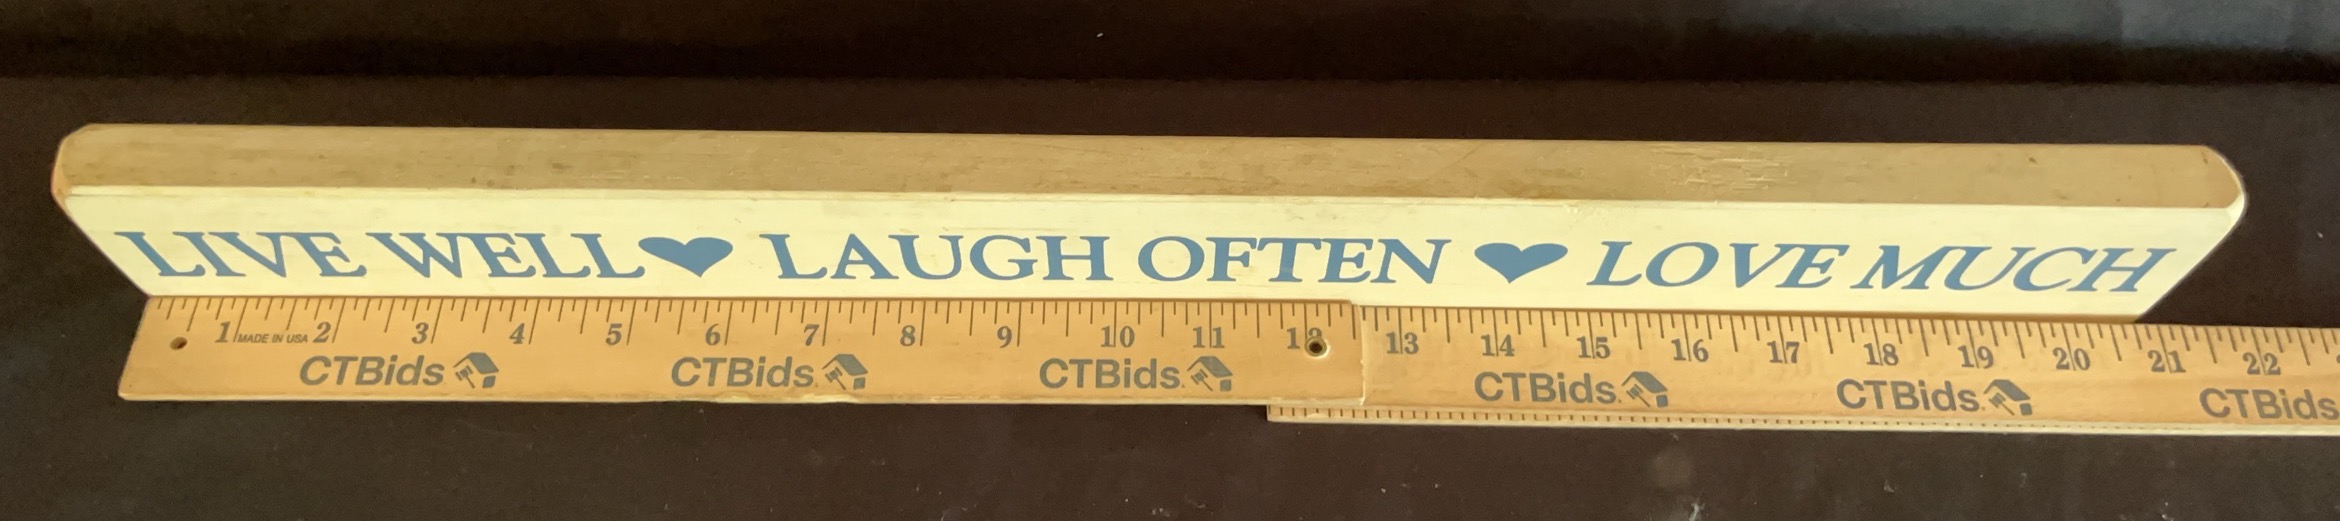 LIVE WELL♥ LAUGH OFTEN ♥ LOVE MUCH
1 MADE IN USA 2 3 4 5 6 7 8 9 10 11 12 13 14 15 16 17 18 19 20 21 22
CTBids CTBids. CTBids. CTBids. CTBids. CTBids